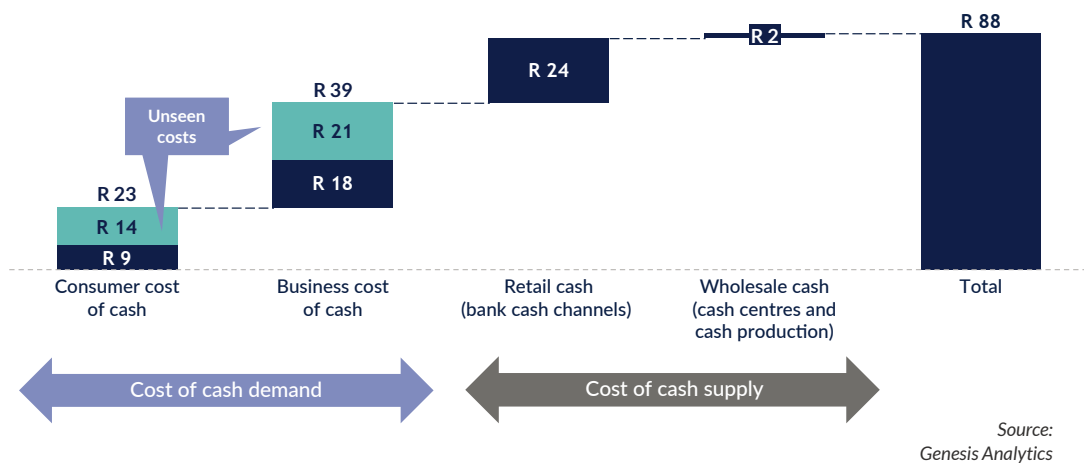 R 88
R 2
R 24
R 39
Unseen
costs
R 21
R 18
R 23
R 14
R 9
Consumer cost
of cash
Business cost
of cash
Retail cash
(bank cash channels)
Wholesale cash
(cash centres and
cash production)
Total
Cost of cash demand
Cost of cash supply
Source:
Genesis Analytics